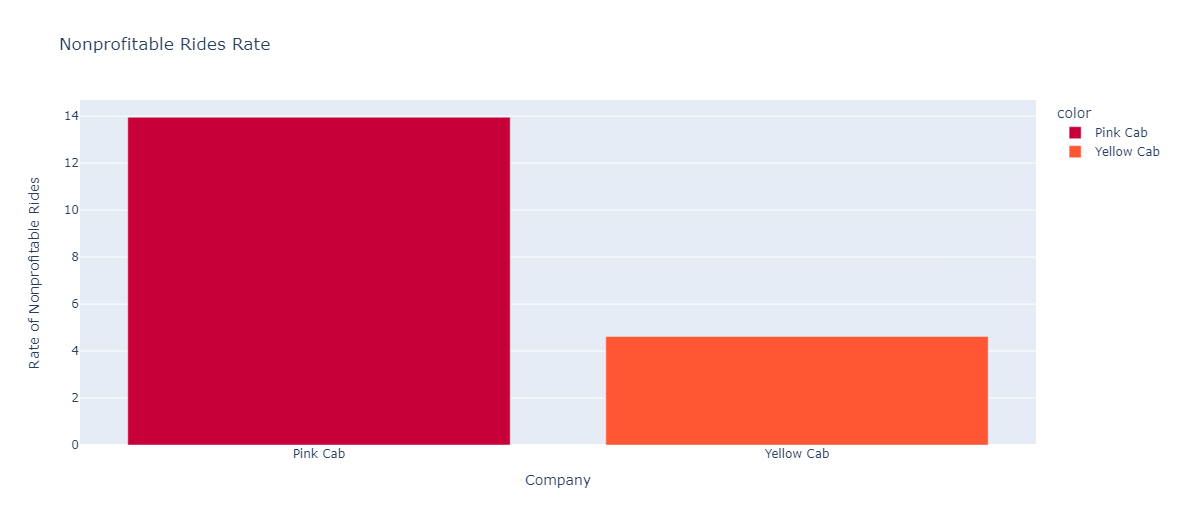 Nonprofitable Rides Rate
color
Pink Cab
Yellow Cab
Rate of Nonprofitable Rides
14
12
10
8
6
4
2
0
Pink Cab
Yellow Cab
Company